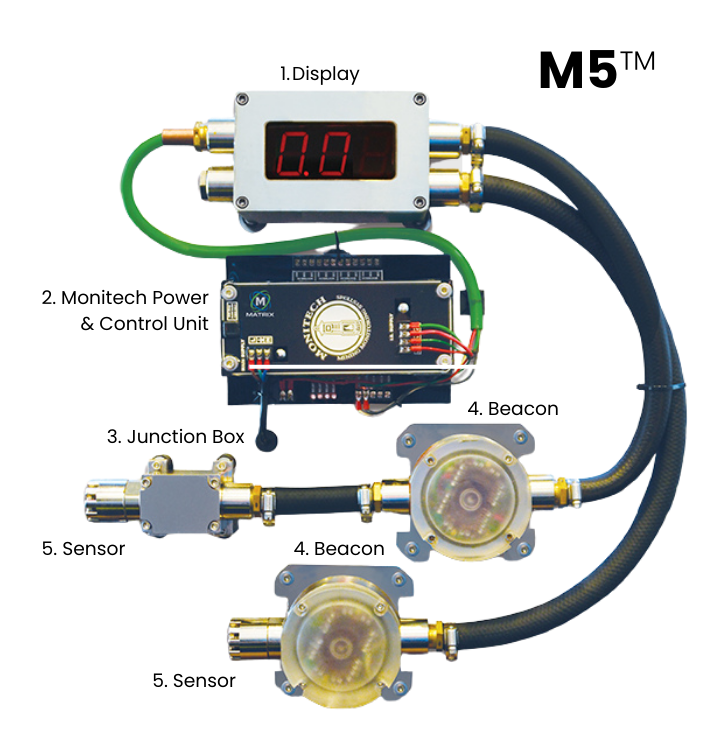 M5™
1.Display
0.0
2. Monitech Power
& Control Unit
M
MATRIX
MONITECH
4. Beacon
3. Junction Box
5. Sensor
4. Beacon
5. Sensor